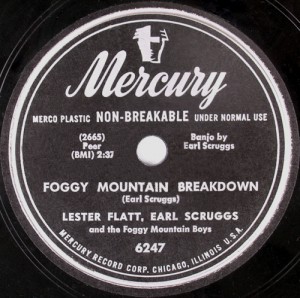 Mercury
MERCO PLASTIC NON-BREAKABLE UNDER NORMAL USE
(2665)
Peer
(BMI) 2:37
Banjo by
Earl Scruggs
FOGGY MOUNTAIN BREAKDOWN
(Earl Scruggs)
LESTER FLATT, EARL SCRUGGS
and the Foggy Mountain Boys
6247
MERCURY RECORD CORP. CHICAGO, ILLINOIS U.S.A.